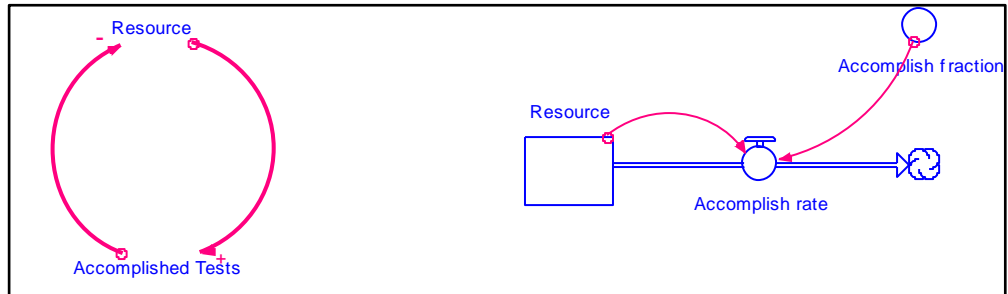 Resource
-
+
Accomplished Tests
Accomplish fraction
Resource
Accomplish rate